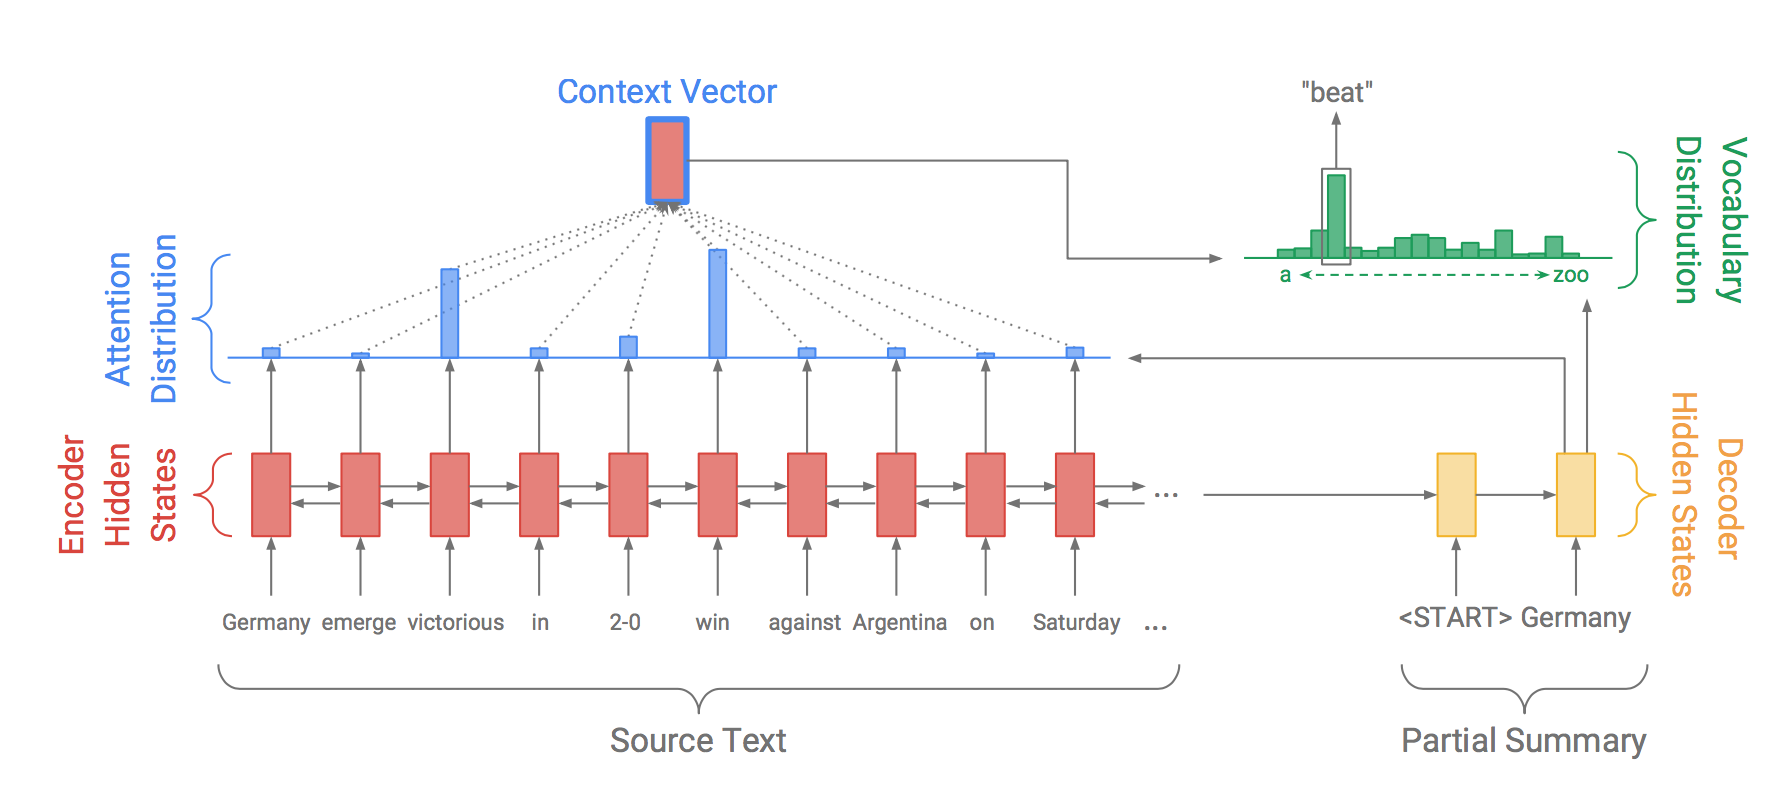 Context Vector
"beat"
Vocabulary
Distribution
a
zoo
Attention
Distribution
Encoder
Hidden
States
Decoder
Hidden States
...
Germany emerge victorious in 2-0 win against Argentina on Saturday ...
<START> Germany
Source Text
Partial Summary